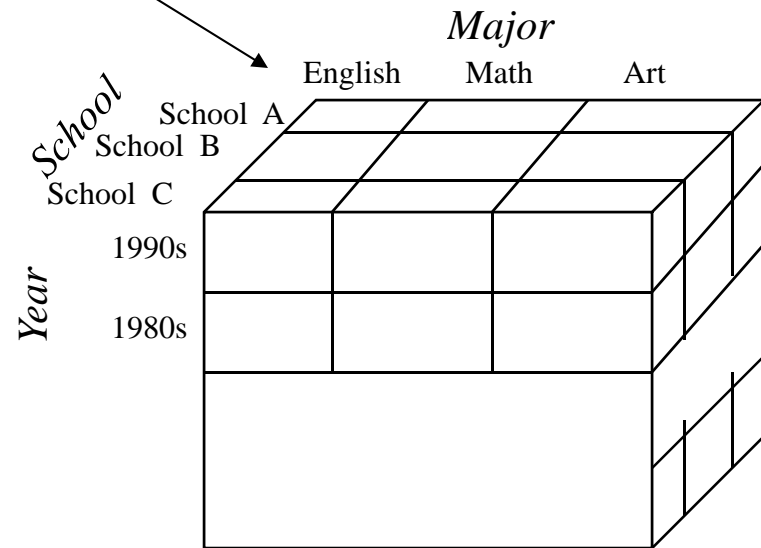 Major
English Math Art
School
School A
School B
School C
Year
1990s
1980s